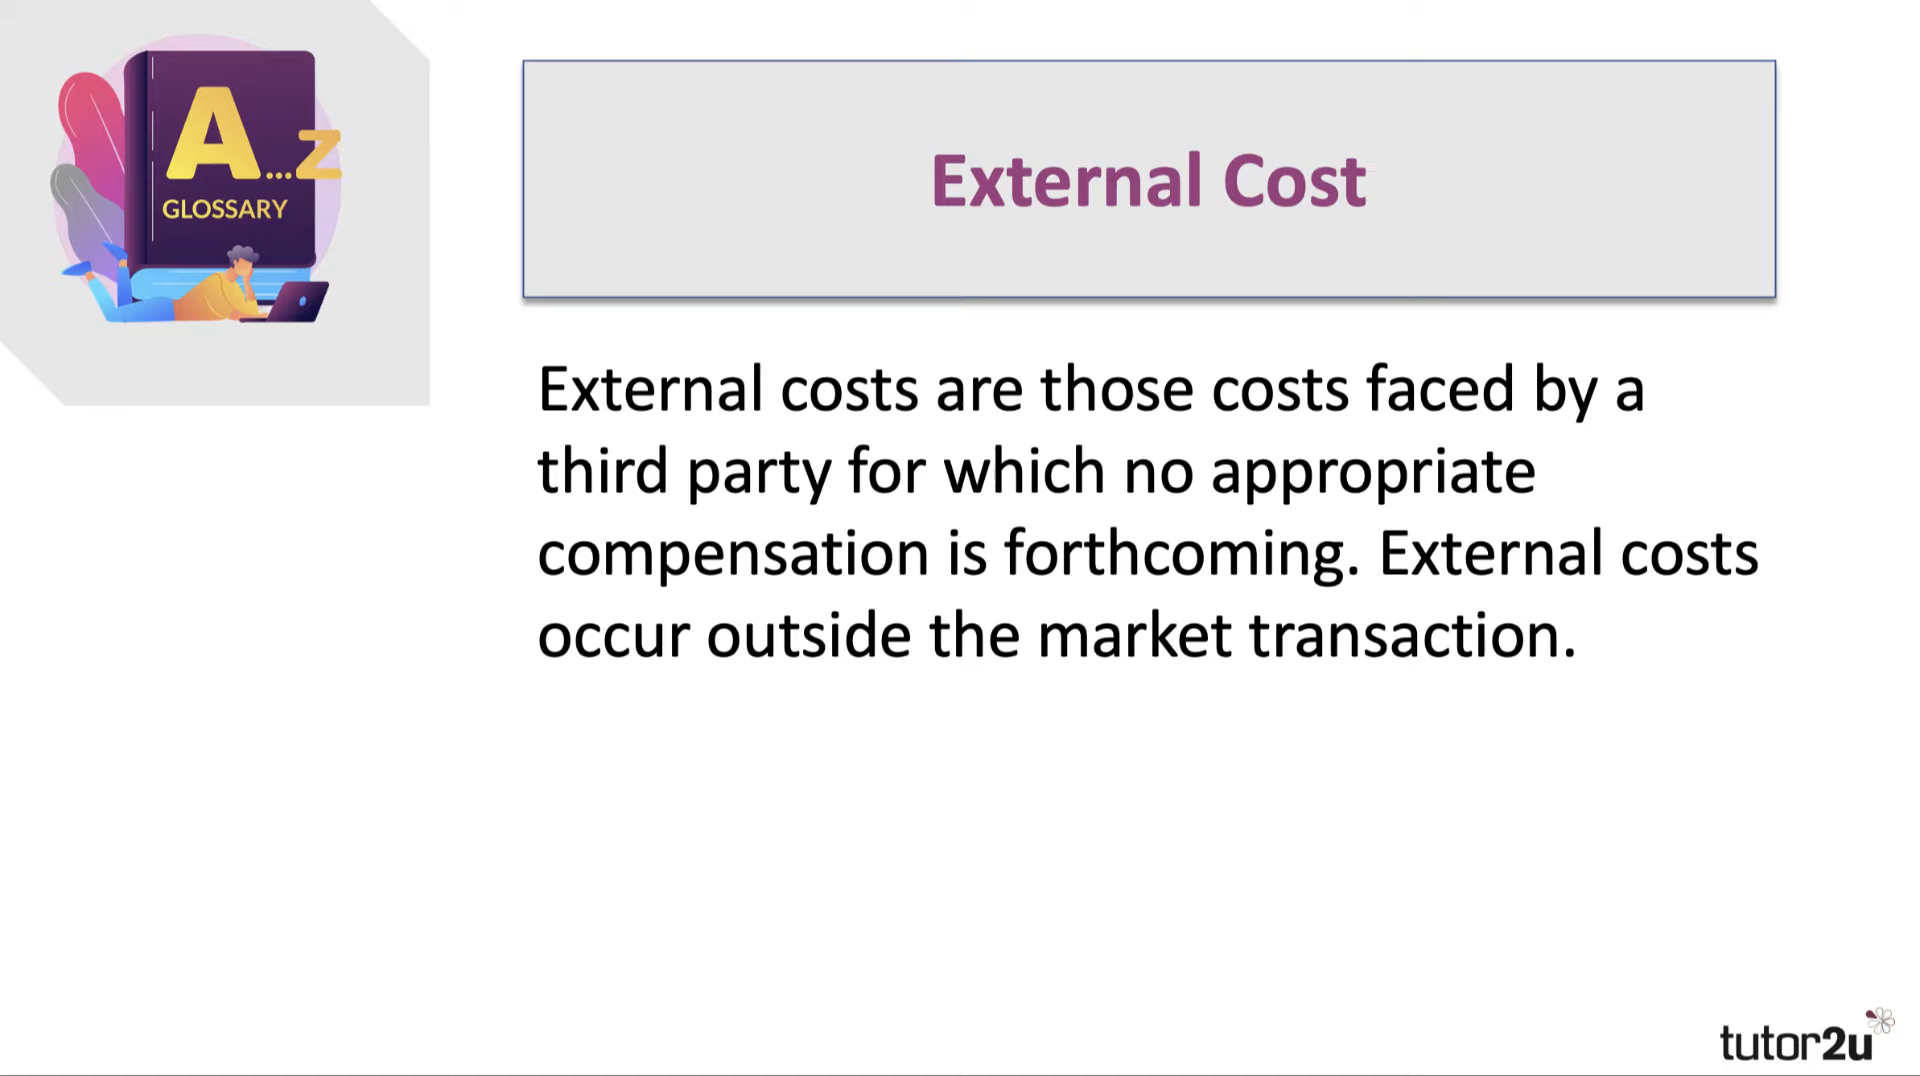 A...Z
GLOSSARY
External Cost
External costs are those costs faced by a
third party for which no appropriate
compensation is forthcoming. External costs
occur outside the market transaction.
tutor2u